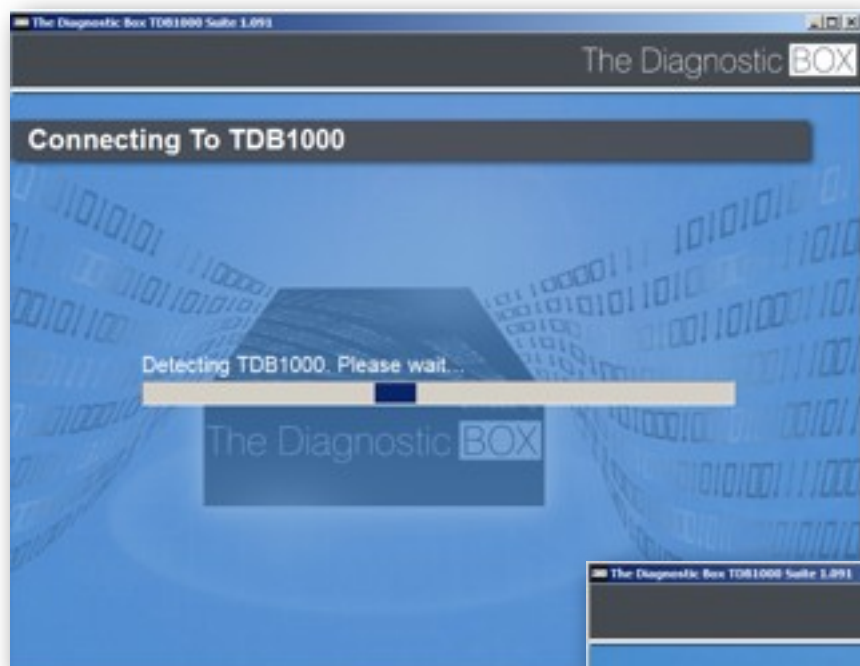 The Diagnostic Box TDB1000 Suite 1.091
The Diagnostic BOX
Connecting To TDB1000
Detecting TDB1000. Please wait...
The Diagnostic BOX
The Diagnostic Box TDB1000 Suite 1.091